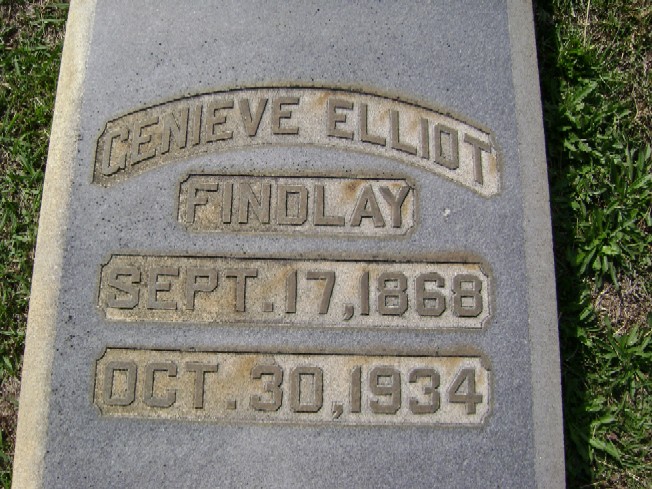 GENIEVE ELLIOT
FINDLAY
SEPT. 17, 1868
OCT. 30, 1934